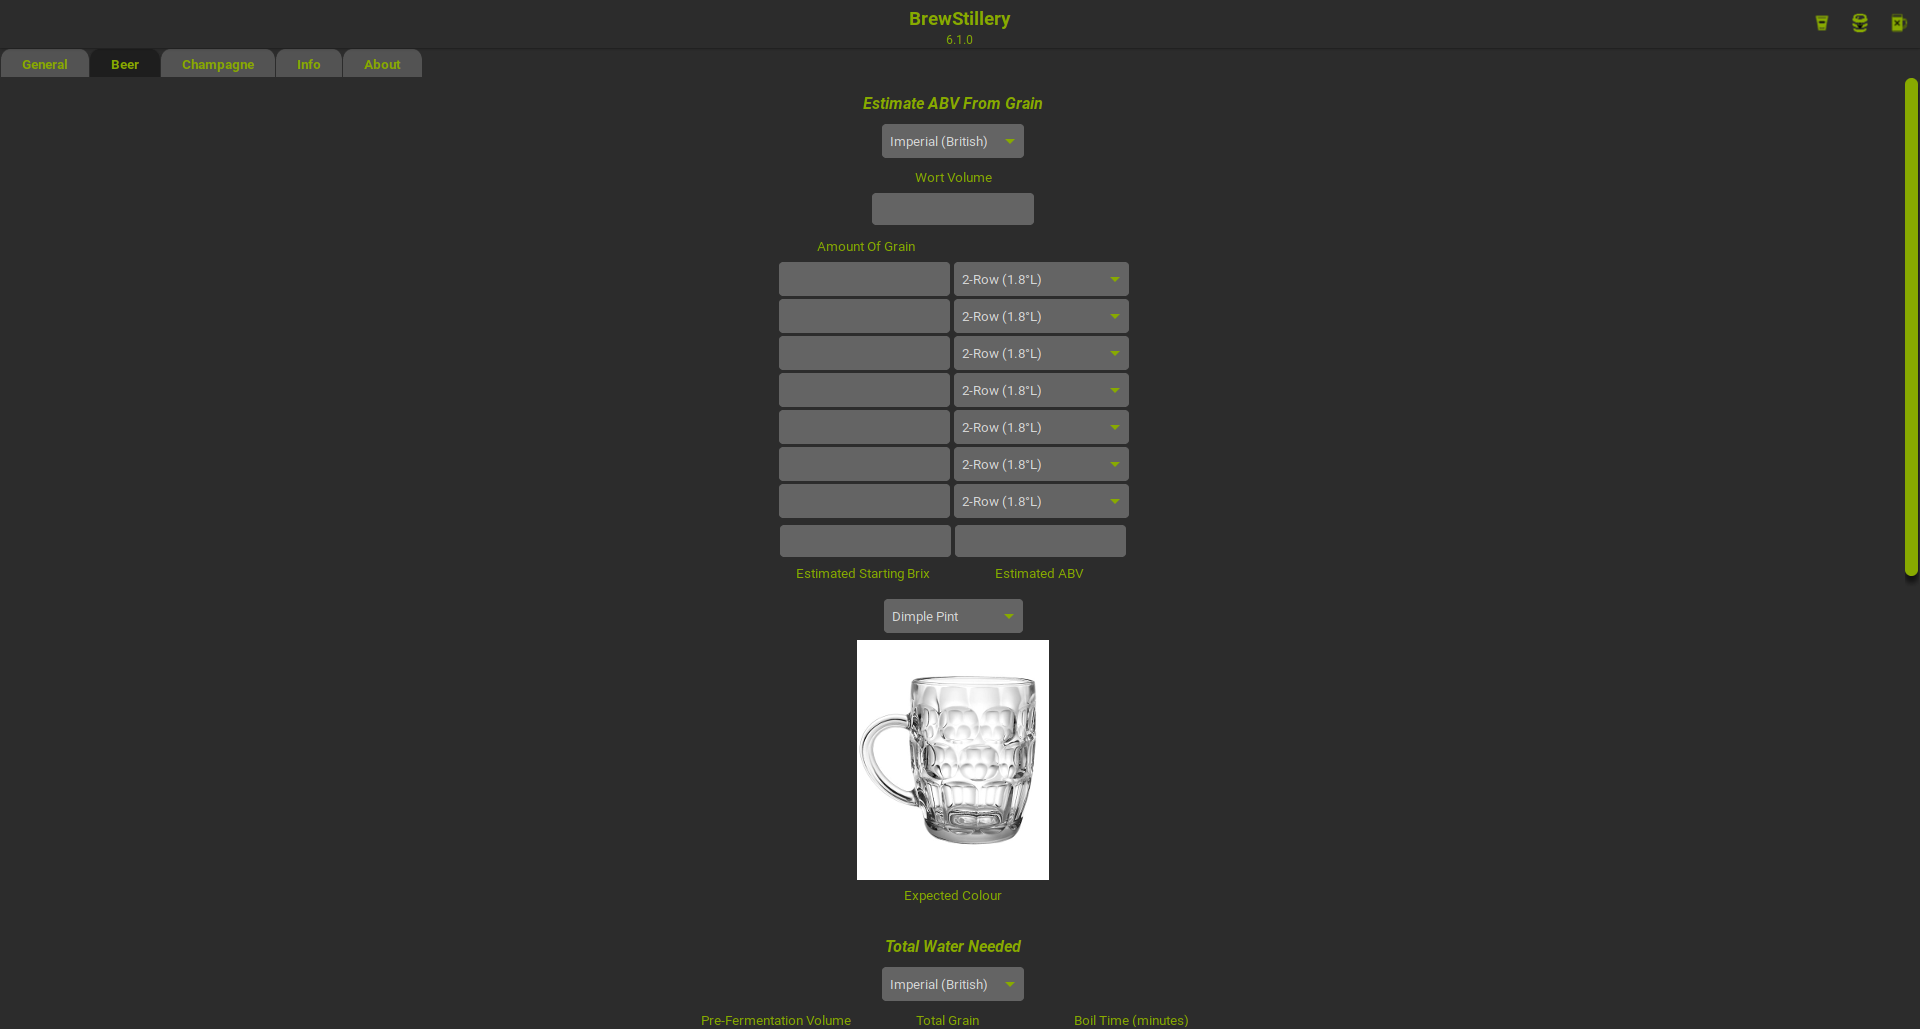 BrewStillery
6.1.0
General
Beer
Champagne
Info
About
Estimate ABV From Grain
Imperial (British)
Wort Volume
Amount Of Grain
2-Row (1.8°L)
2-Row (1.8°L)
2-Row (1.8°L)
2-Row (1.8°L)
2-Row (1.8°L)
2-Row (1.8°L)
2-Row (1.8°L)
Estimated Starting Brix
Estimated ABV
Dimple Pint
Expected Colour
Total Water Needed
Imperial (British)
Pre-Fermentation Volume
Total Grain
Boil Time (minutes)